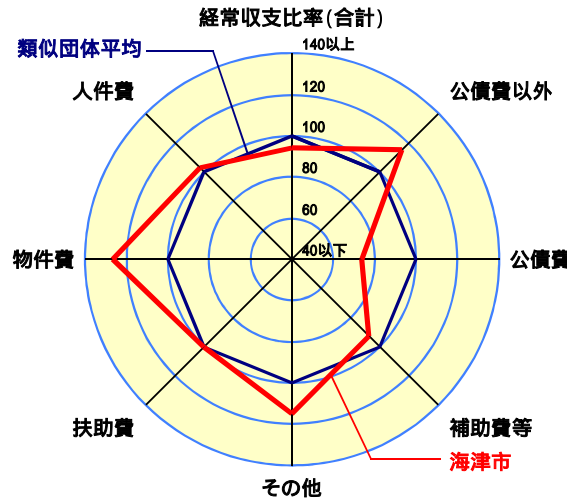 経常収支比率(合計)
類似団体平均
140以上
人件費
120
公債費以外
100
80
60
物件費
40以下
公債費
扶助費
補助費等
海津市
その他